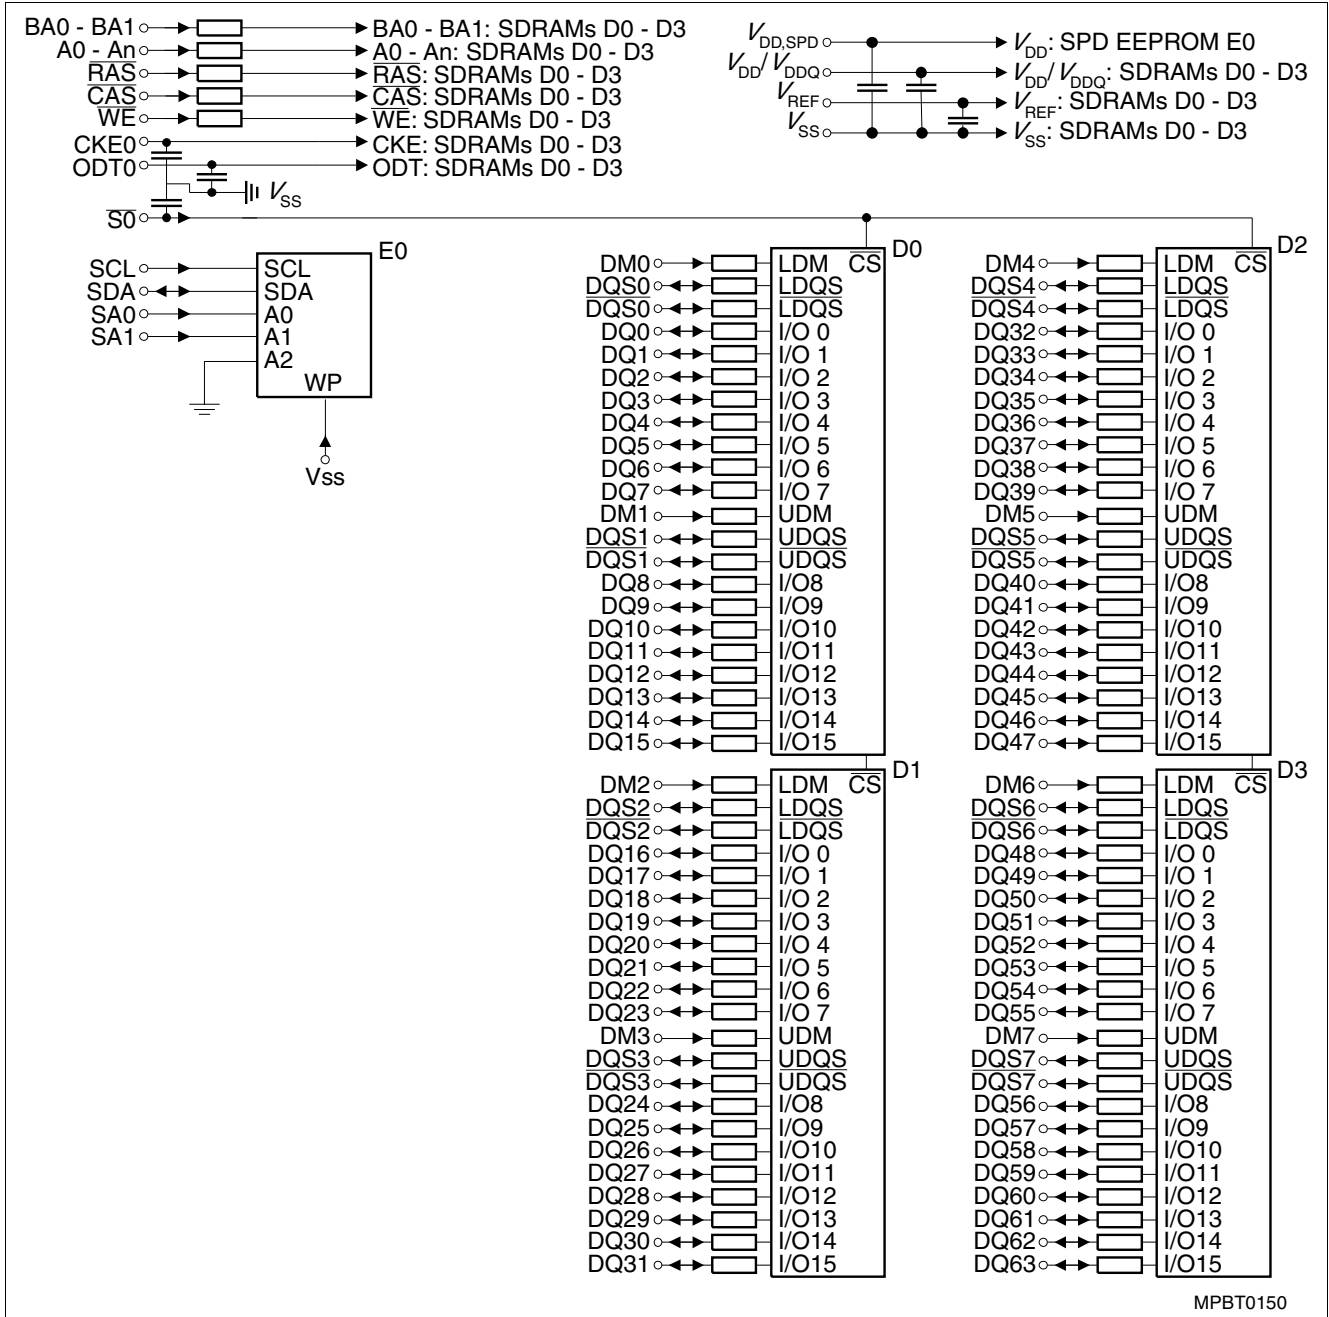 BA0 - BA1 BA0 - BA1: SDRAMs D0 - D3
A0 - An A0 - An: SDRAMs D0 - D3
RAS RAS: SDRAMs D0 - D3
CAS CAS: SDRAMs D0 - D3
WE WE: SDRAMs D0 - D3
CKE0 CKE: SDRAMs D0 - D3
ODT0 ODT: SDRAMs D0 - D3
VSS
S0
VDD,SPD VDD: SPD EEPROM E0
VDD/VDDQ VDD/VDDQ: SDRAMs D0 - D3
VREF VREF: SDRAMs D0 - D3
VSS VSS: SDRAMs D0 - D3
E0
SCL SCL
SDA SDA
SA0 A0
SA1 A1
A2
WP
Vss
D0
DM0 LDM CS
DQS0 LDQS
DQS0 LDQS
DQ0 I/O 0
DQ1 I/O 1
DQ2 I/O 2
DQ3 I/O 3
DQ4 I/O 4
DQ5 I/O 5
DQ6 I/O 6
DQ7 I/O 7
DM1 UDM
DQS1 UDQS
DQS1 UDQS
DQ8 I/O8
DQ9 I/O9
DQ10 I/O10
DQ11 I/O11
DQ12 I/O12
DQ13 I/O13
DQ14 I/O14
DQ15 I/O15
D1
DM2 LDM CS
DQS2 LDQS
DQS2 LDQS
DQ16 I/O 0
DQ17 I/O 1
DQ18 I/O 2
DQ19 I/O 3
DQ20 I/O 4
DQ21 I/O 5
DQ22 I/O 6
DQ23 I/O 7
DM3 UDM
DQS3 UDQS
DQS3 UDQS
DQ24 I/O8
DQ25 I/O9
DQ26 I/O10
DQ27 I/O11
DQ28 I/O12
DQ29 I/O13
DQ30 I/O14
DQ31 I/O15
D2
DM4 LDM CS
DQS4 LDQS
DQS4 LDQS
DQ32 I/O 0
DQ33 I/O 1
DQ34 I/O 2
DQ35 I/O 3
DQ36 I/O 4
DQ37 I/O 5
DQ38 I/O 6
DQ39 I/O 7
DM5 UDM
DQS5 UDQS
DQS5 UDQS
DQ40 I/O8
DQ41 I/O9
DQ42 I/O10
DQ43 I/O11
DQ44 I/O12
DQ45 I/O13
DQ46 I/O14
DQ47 I/O15
D3
DM6 LDM CS
DQS6 LDQS
DQS6 LDQS
DQ48 I/O 0
DQ49 I/O 1
DQ50 I/O 2
DQ51 I/O 3
DQ52 I/O 4
DQ53 I/O 5
DQ54 I/O 6
DQ55 I/O 7
DM7 UDM
DQS7 UDQS
DQS7 UDQS
DQ56 I/O8
DQ57 I/O9
DQ58 I/O10
DQ59 I/O11
DQ60 I/O12
DQ61 I/O13
DQ62 I/O14
DQ63 I/O15
MPBT0150